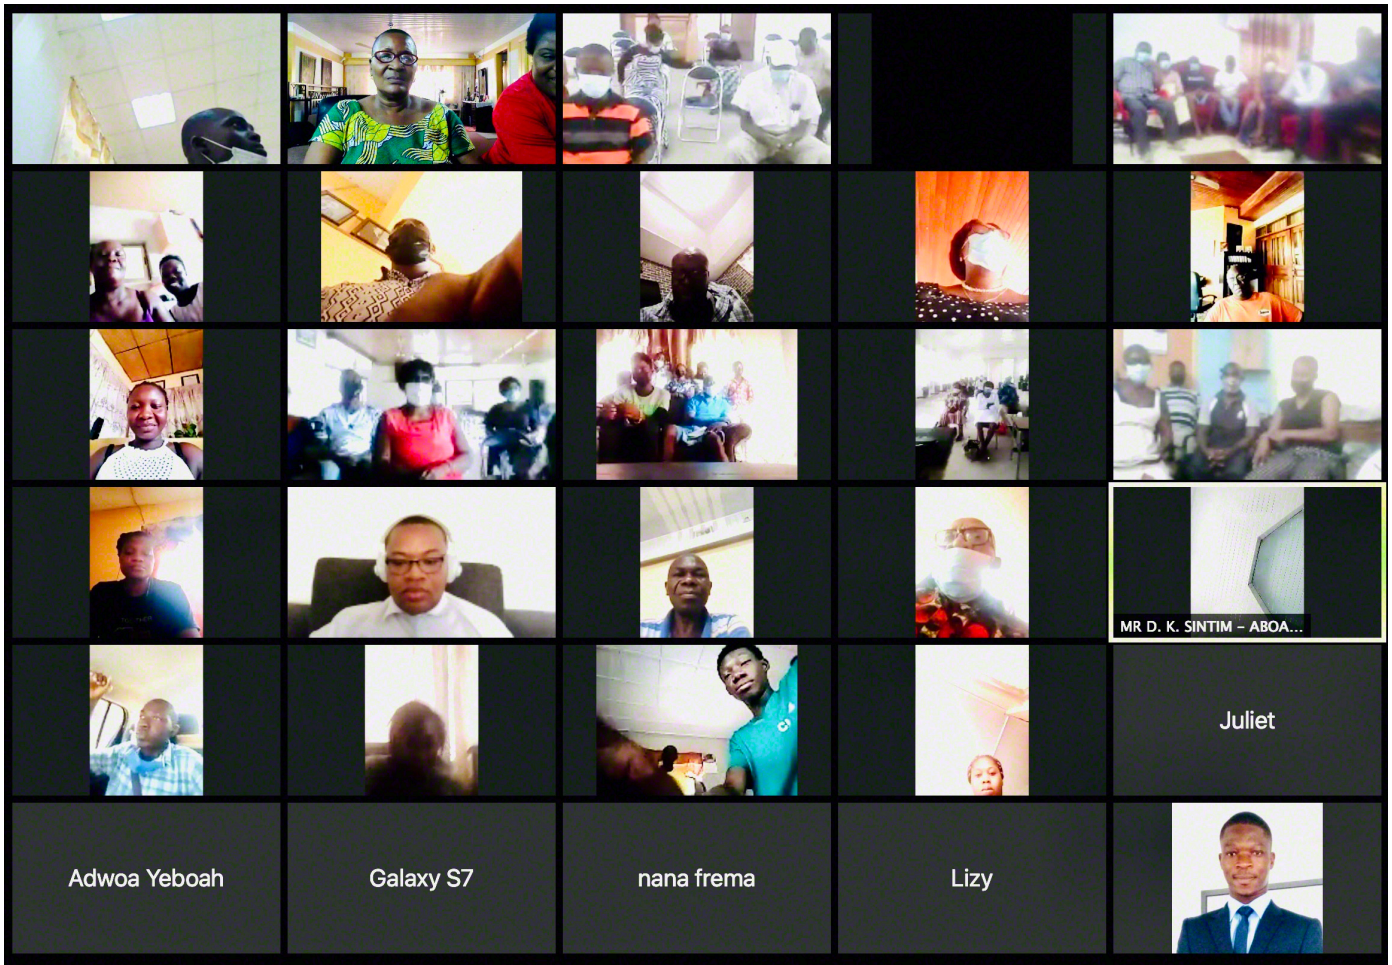 MR D. K. SINTIM – ABOA...
Juliet
Adwoa Yeboah
Galaxy S7
nana frema
Lizy